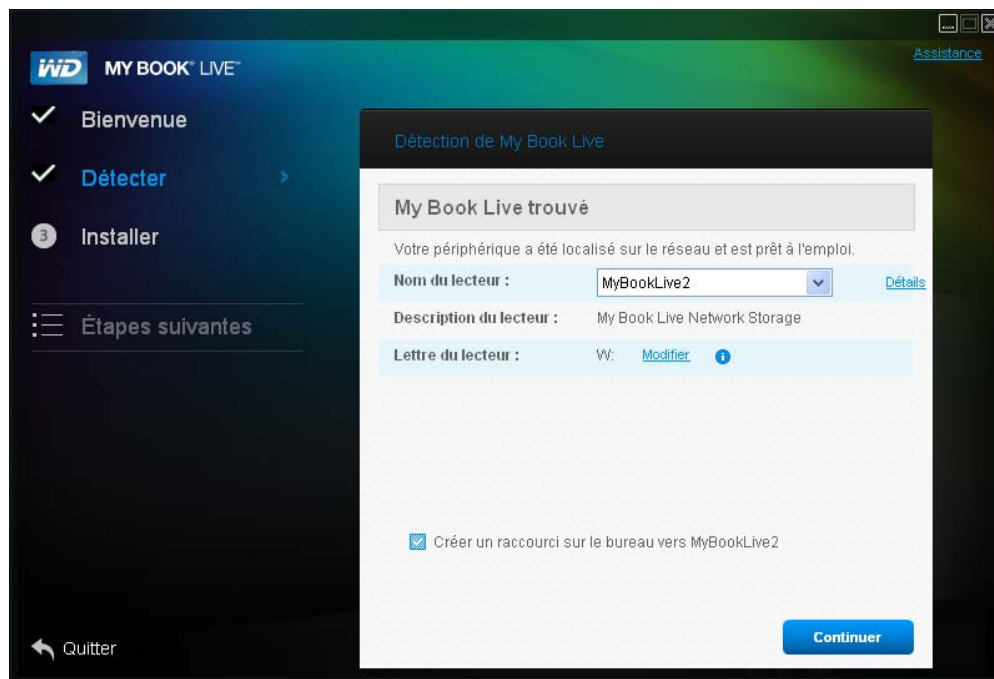 WD MY BOOK® LIVE™
Assistance
Bienvenue
Détecter
3 Installer
Étapes suivantes
Quitter
Détection de My Book Live
My Book Live trouvé
Votre périphérique a été localisé sur le réseau et est prêt à l'emploi.
Nom du lecteur : MyBookLive2 Détails
Description du lecteur : My Book Live Network Storage
Lettre du lecteur : W: Modifier
Créer un raccourci sur le bureau vers MyBookLive2
Continuer